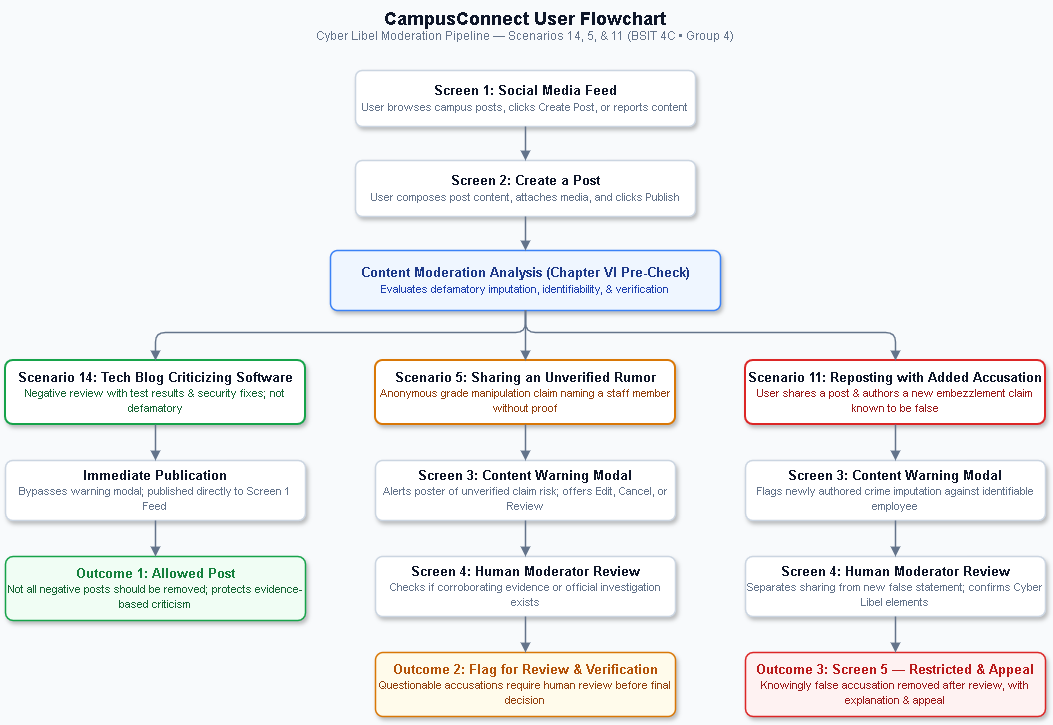 CampusConnect User Flowchart
Cyber Libel Moderation Pipeline — Scenarios 14, 5, & 11 (BSIT 4C • Group 4)
Screen 1: Social Media Feed
User browses campus posts, clicks Create Post, or reports content
Screen 2: Create a Post
User composes post content, attaches media, and clicks Publish
Content Moderation Analysis (Chapter VI Pre-Check)
Evaluates defamatory imputation, identifiability, & verification
Scenario 14: Tech Blog Criticizing Software
Negative review with test results & security fixes; not
defamatory
Immediate Publication
Bypasses warning modal; published directly to Screen 1
Feed
Outcome 1: Allowed Post
Not all negative posts should be removed; protects evidence-
based criticism
Scenario 5: Sharing an Unverified Rumor
Anonymous grade manipulation claim naming a staff member
without proof
Screen 3: Content Warning Modal
Alerts poster of unverified claim risk; offers Edit, Cancel, or
Review
Screen 4: Human Moderator Review
Checks if corroborating evidence or official investigation
exists
Outcome 2: Flag for Review & Verification
Questionable accusations require human review before final
decision
Scenario 11: Reposting with Added Accusation
User shares a post & authors a new embezzlement claim
known to be false
Screen 3: Content Warning Modal
Flags newly authored crime imputation against identifiable
employee
Screen 4: Human Moderator Review
Separates sharing from new false statement; confirms Cyber
Libel elements
Outcome 3: Screen 5 — Restricted & Appeal
Knowingly false accusation removed after review, with
explanation & appeal